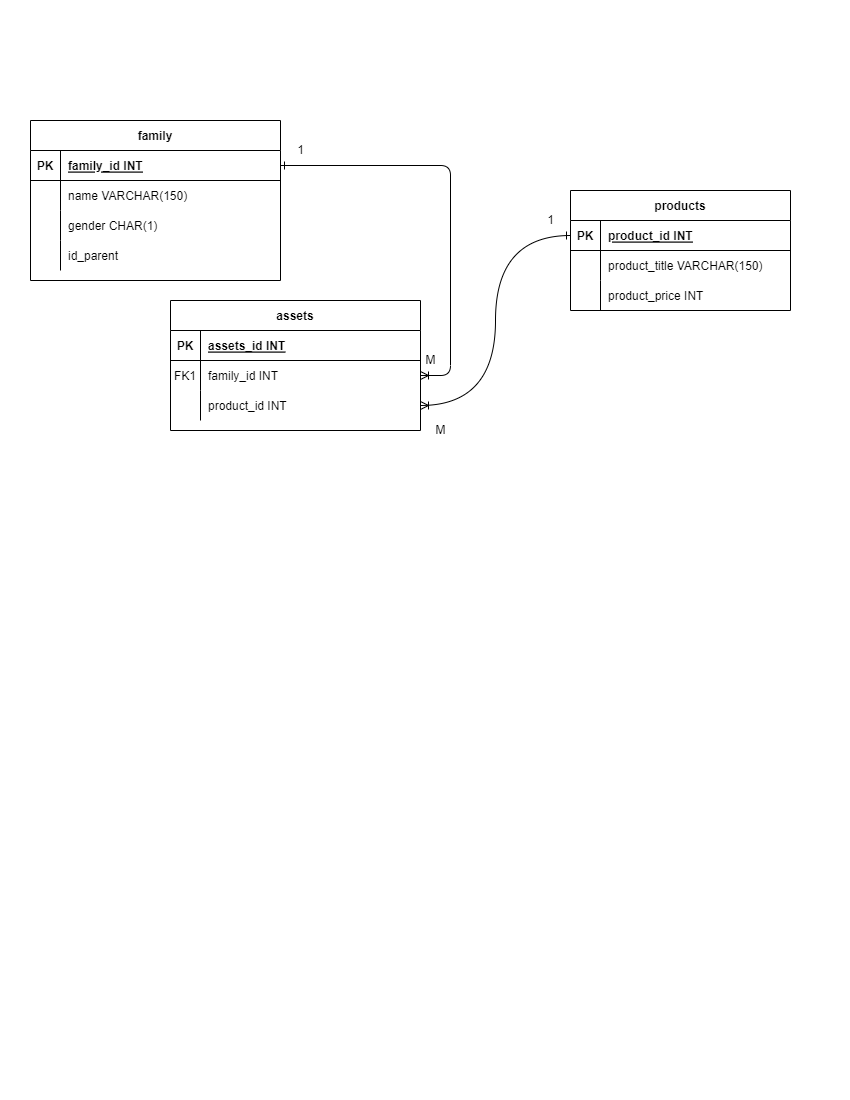 family
1
PK family_id INT
name VARCHAR(150)
gender CHAR(1)
id_parent
products
1
PK product_id INT
product_title VARCHAR(150)
product_price INT
assets
PK assets_id INT
M
FK1 family_id INT
product_id INT
M